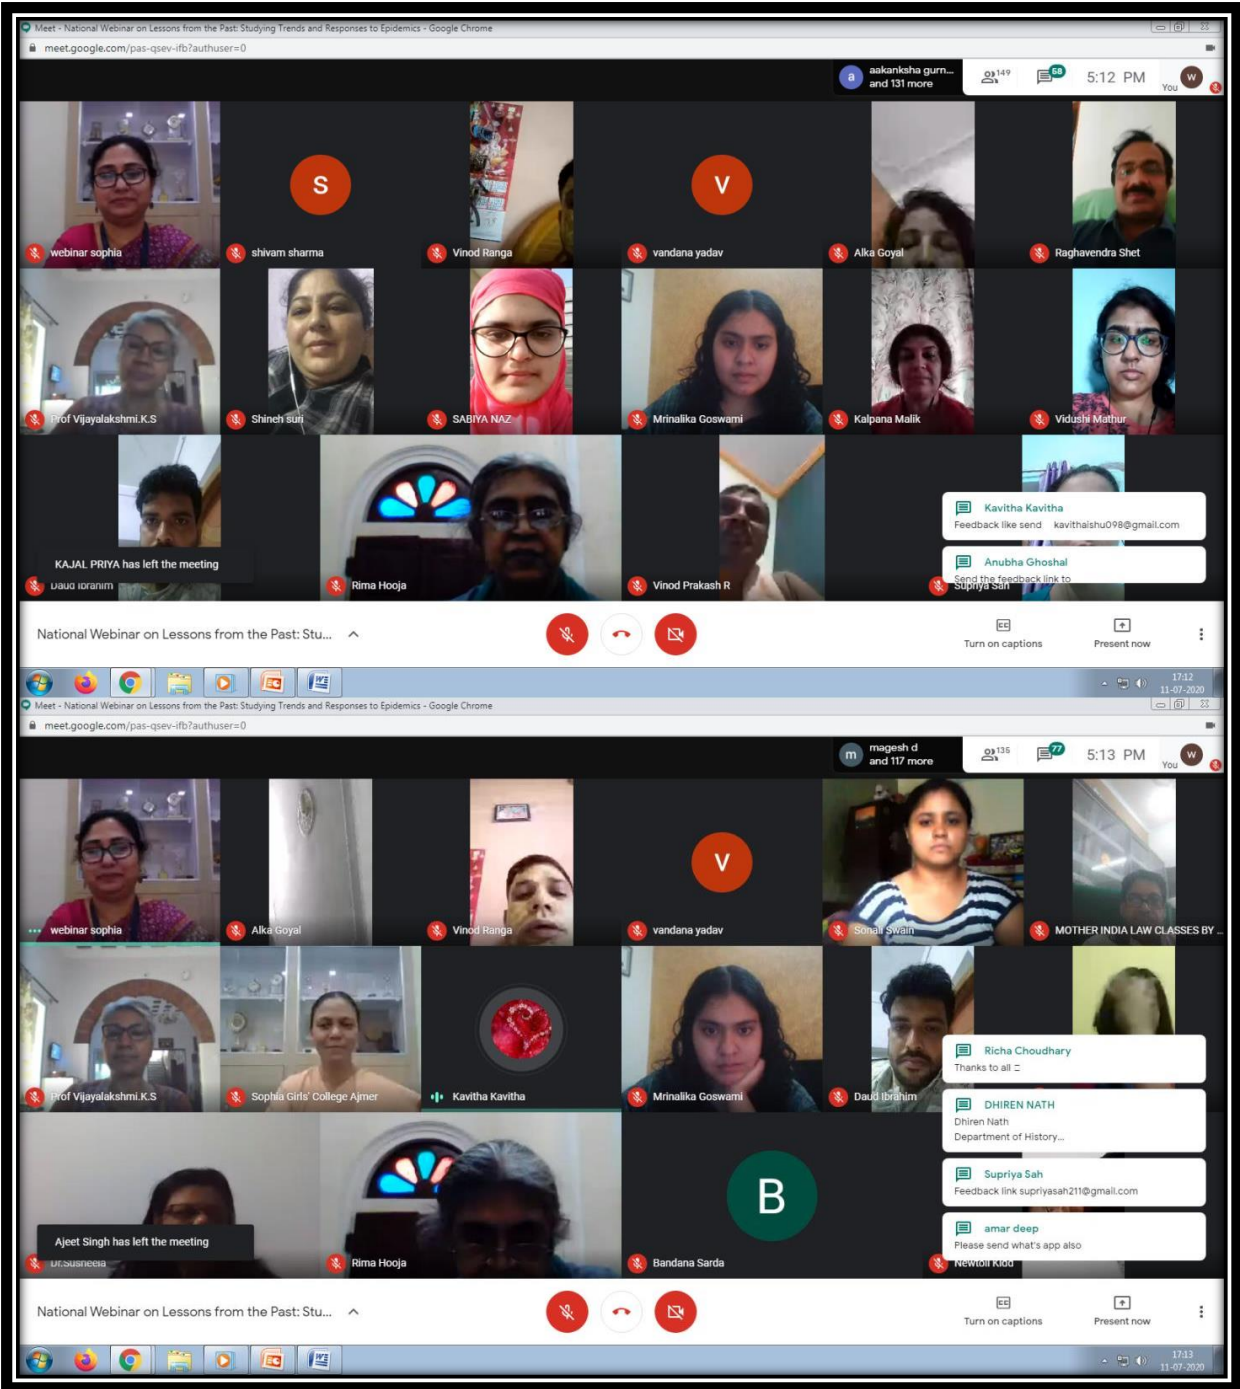 Meet - National Webinar on Lessons from the Past: Studying Trends and Responses to Epidemics - Google Chrome
meet.google.com/pas-qsev-ifb?authuser=0
a
aakanksha gurn...
and 131 more
149
58
5:12 PM
You
W
S
V
webinar sophia
shivam sharma
Vinod Ranga
vandana yadav
Alka Goyal
Raghavendra Shet
Prof Vijayalakshmi.K.S
Shineh suri
SABIYA NAZ
Mrinalika Goswami
Kalpana Malik
Vidushi Mathur
Kavitha Kavitha
Feedback like send kavithaishu098@gmail.com
Anubha Ghoshal
Send the feedback link to
KAJAL PRIYA has left the meeting
Daud Ibrahim
Rima Hooja
Vinod Prakash R
Supriya Sah
National Webinar on Lessons from the Past: Stu...
CC
Turn on captions
Present now
17:12
11-07-2020
Meet - National Webinar on Lessons from the Past: Studying Trends and Responses to Epidemics - Google Chrome
meet.google.com/pas-qsev-ifb?authuser=0
m
magesh d
and 117 more
135
77
5:13 PM
You
W
V
webinar sophia
Alka Goyal
Vinod Ranga
vandana yadav
Sonali Swain
MOTHER INDIA LAW CLASSES BY ...
Prof Vijayalakshmi.K.S
Sophia Girls' College Ajmer
Kavitha Kavitha
Mrinalika Goswami
Daud Ibrahim
Richa Choudhary
Thanks to all
DHIREN NATH
Dhiren Nath
Department of History...
Supriya Sah
Feedback link supriyasah211@gmail.com
amar deep
Please send what's app also
B
Ajeet Singh has left the meeting
Dr.Susheela
Rima Hooja
Bandana Sarda
National Webinar on Lessons from the Past: Stu...
CC
Turn on captions
Present now
17:13
11-07-2020